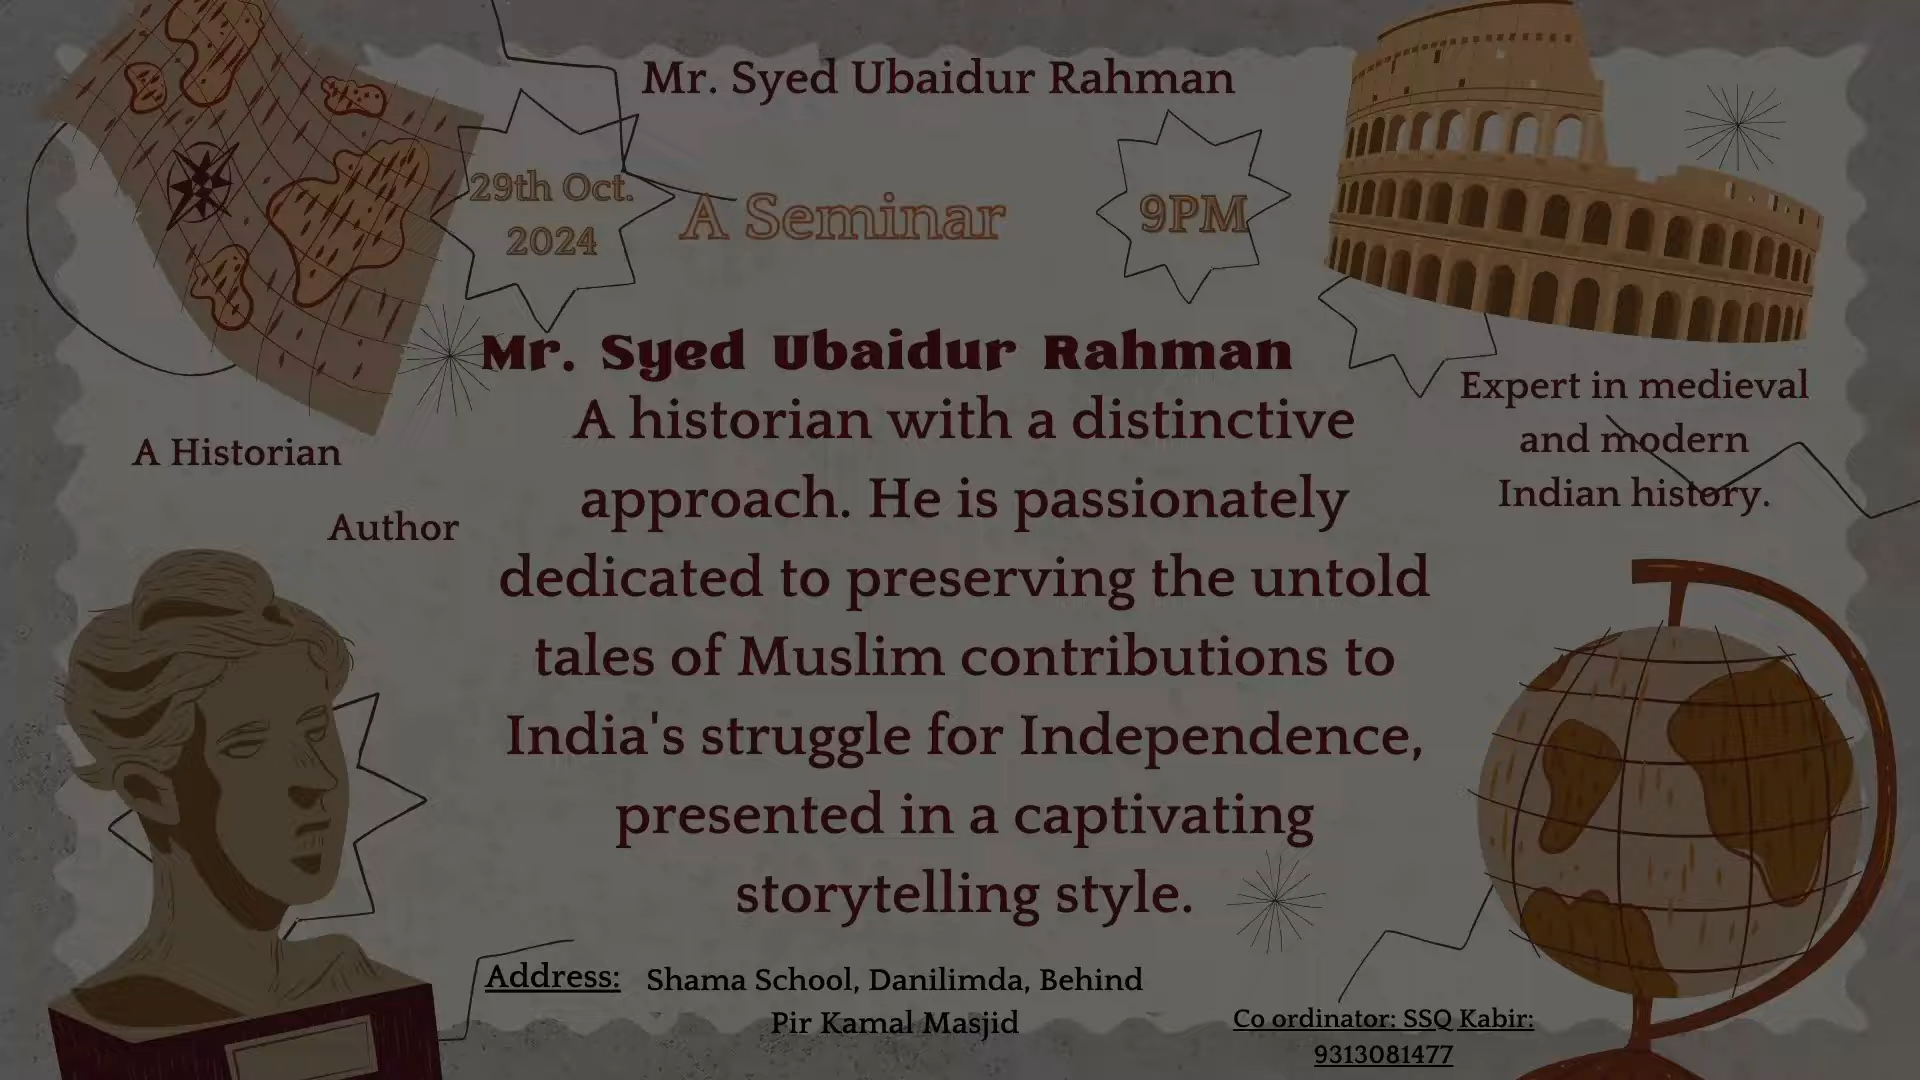 Mr. Syed Ubaidur Rahman
29th Oct.
2024
A Seminar
9PM
Mr. Syed Ubaidur Rahman
A historian with a distinctive
approach. He is passionately
dedicated to preserving the untold
tales of Muslim contributions to
India's struggle for Independence,
presented in a captivating
storytelling style.
A Historian
Author
Expert in medieval
and modern
Indian history.
Address: Shama School, Danilimda, Behind
Pir Kamal Masjid
Co ordinator: SSQ Kabir:
9313081477